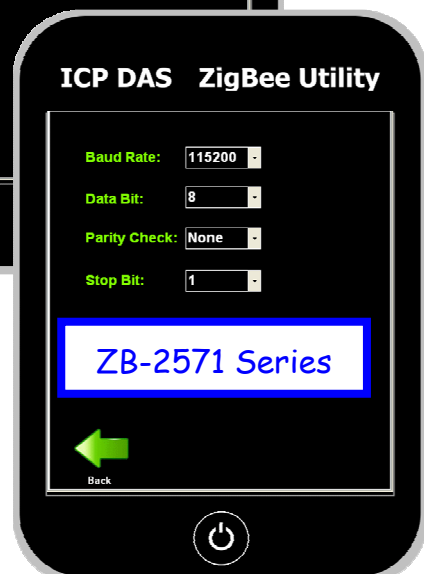 ICP DAS ZigBee Utility
Baud Rate: 115200
Data Bit: 8
Parity Check: None
Stop Bit: 1
ZB-2571 Series
Back